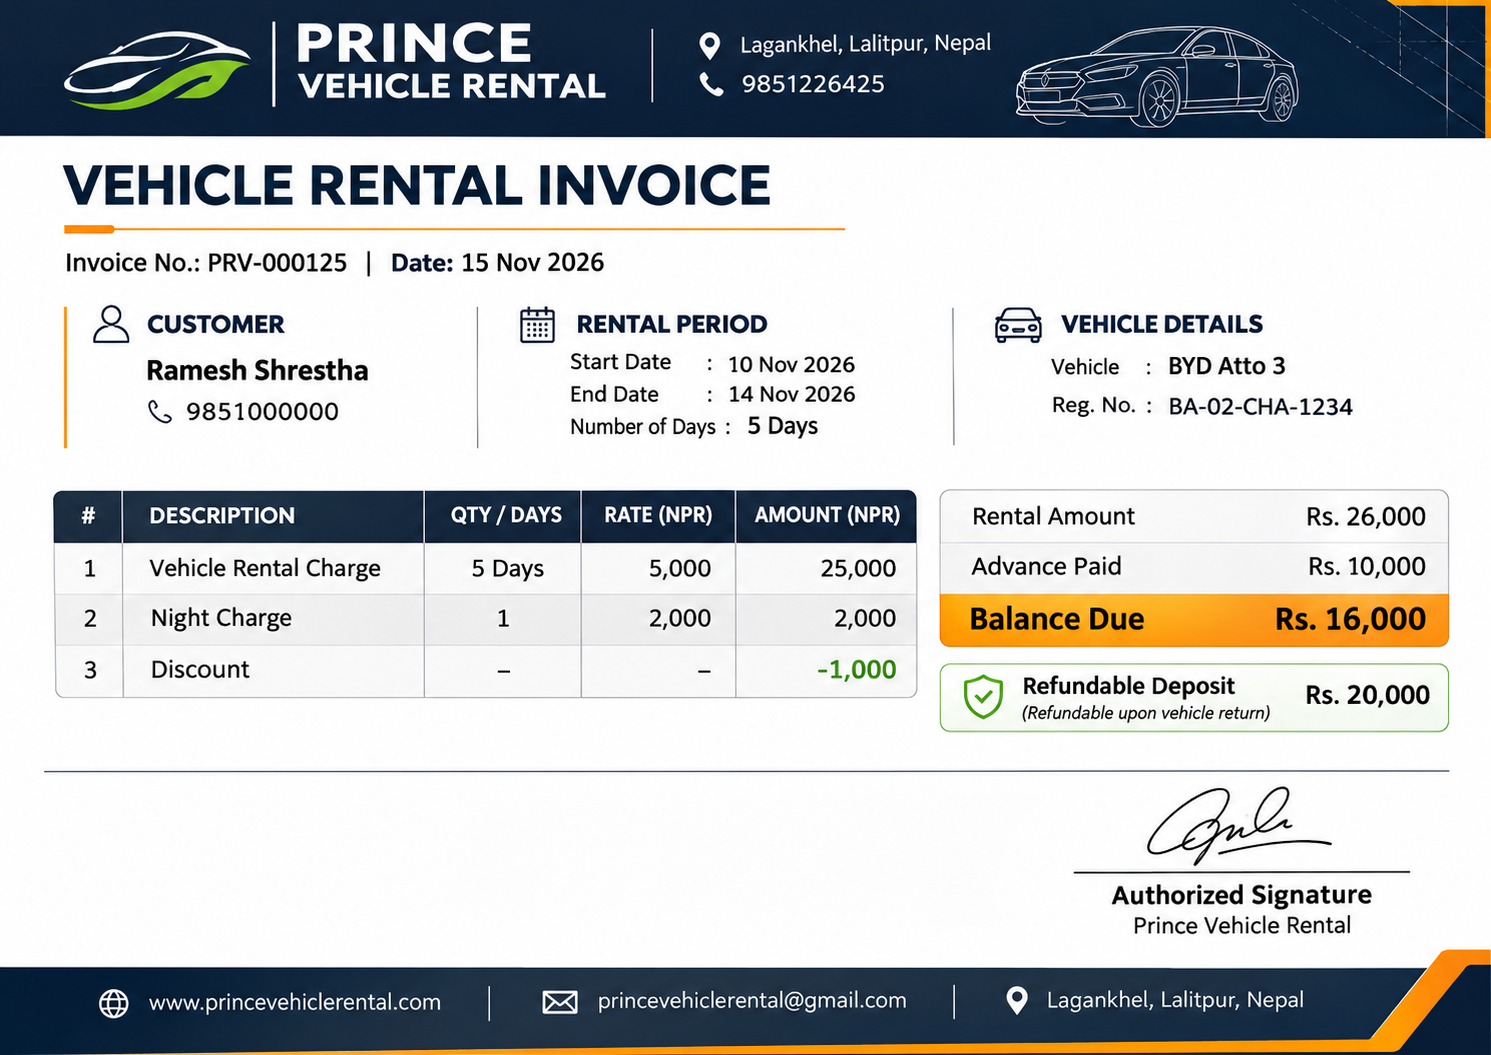 PRINCE
VEHICLE RENTAL
Lagankhel, Lalitpur, Nepal
9851226425
VEHICLE RENTAL INVOICE
Invoice No.: PRV-000125 | Date: 15 Nov 2026
CUSTOMER
Ramesh Shrestha
9851000000
RENTAL PERIOD
Start Date : 10 Nov 2026
End Date : 14 Nov 2026
Number of Days : 5 Days
VEHICLE DETAILS
Vehicle : BYD Atto 3
Reg. No. : BA-02-CHA-1234
# DESCRIPTION QTY / DAYS RATE (NPR) AMOUNT (NPR)
1 Vehicle Rental Charge 5 Days 5,000 25,000
2 Night Charge 1 2,000 2,000
3 Discount – – -1,000
Rental Amount Rs. 26,000
Advance Paid Rs. 10,000
Balance Due Rs. 16,000
Refundable Deposit Rs. 20,000
(Refundable upon vehicle return)
Authorized Signature
Prince Vehicle Rental
www.princevehiclerental.com
princevehiclerental@gmail.com
Lagankhel, Lalitpur, Nepal